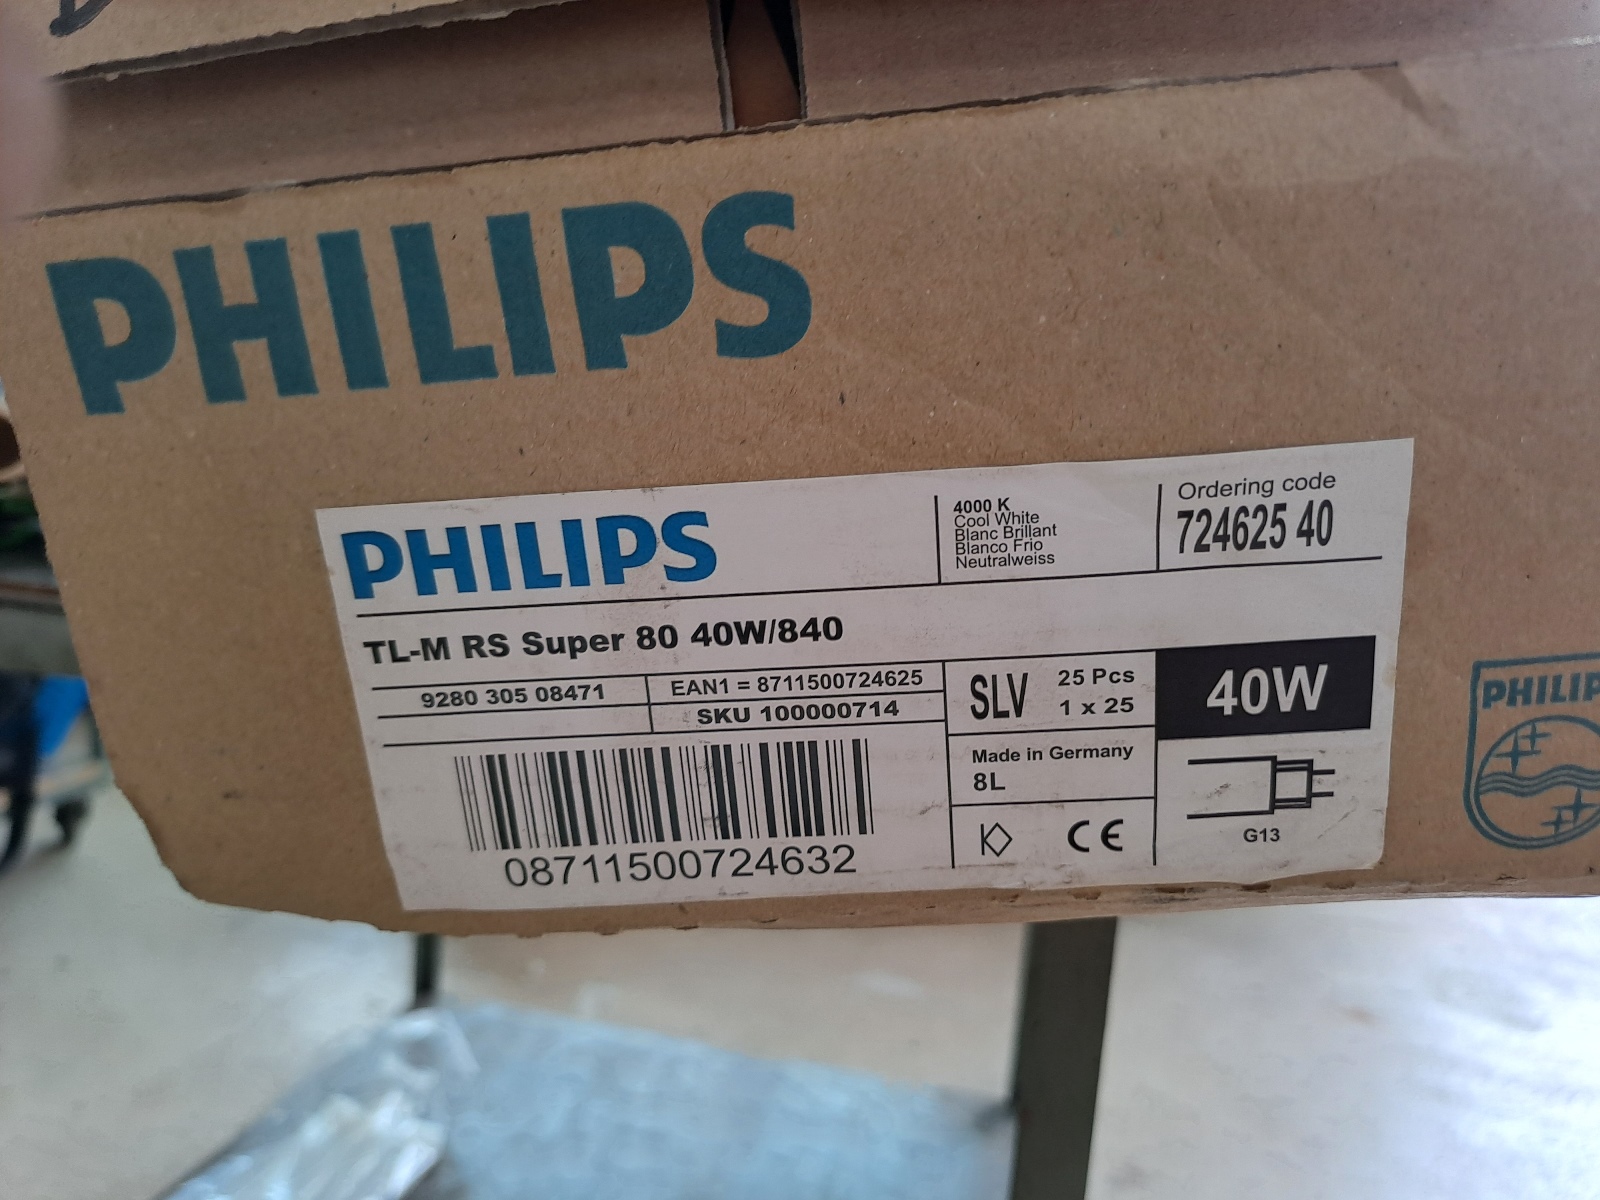 PHILIPS
PHILIPS
4000 K
Cool White
Blanc Brillant
Blanco Frio
Neutralweiss
Ordering code
724625 40
TL-M RS Super 80 40W/840
9280 305 08471
EAN1 = 8711500724625
SKU 100000714
SLV
25 Pcs
1 x 25
40W
Made in Germany
8L
CE
G13
08711500724632
PHILIP